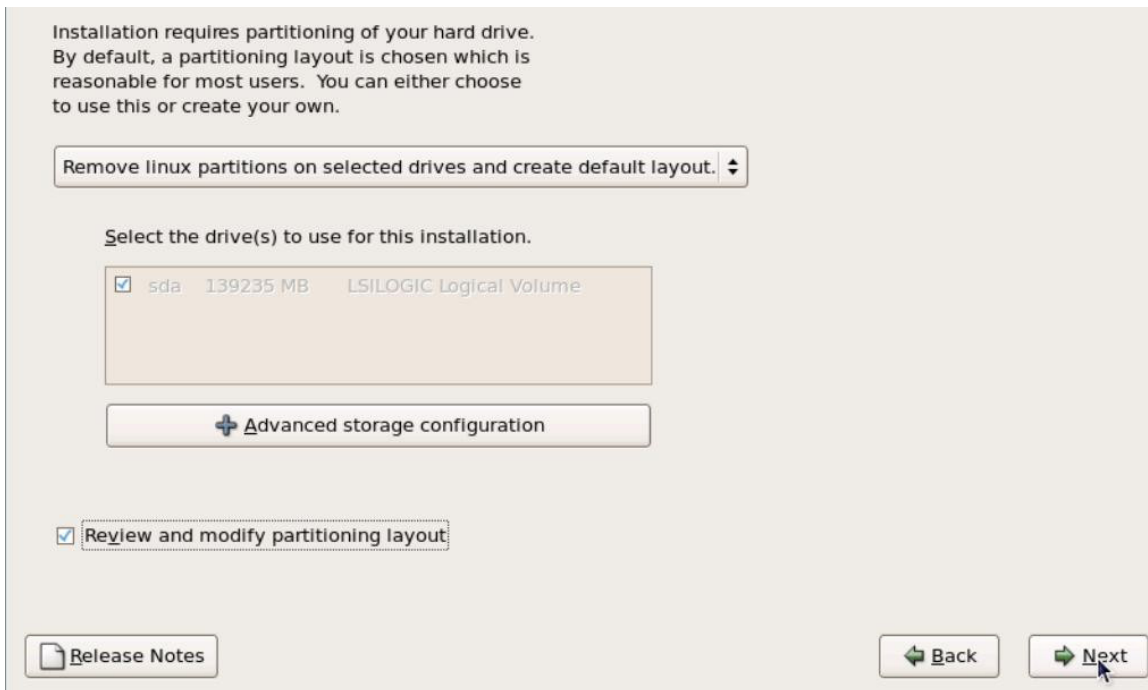 Installation requires partitioning of your hard drive.
By default, a partitioning layout is chosen which is
reasonable for most users.  You can either choose
to use this or create your own.
Remove linux partitions on selected drives and create default layout.
Select the drive(s) to use for this installation.
sda 139235 MB LSILOGIC Logical Volume
Advanced storage configuration
Review and modify partitioning layout
Release Notes
Back
Next